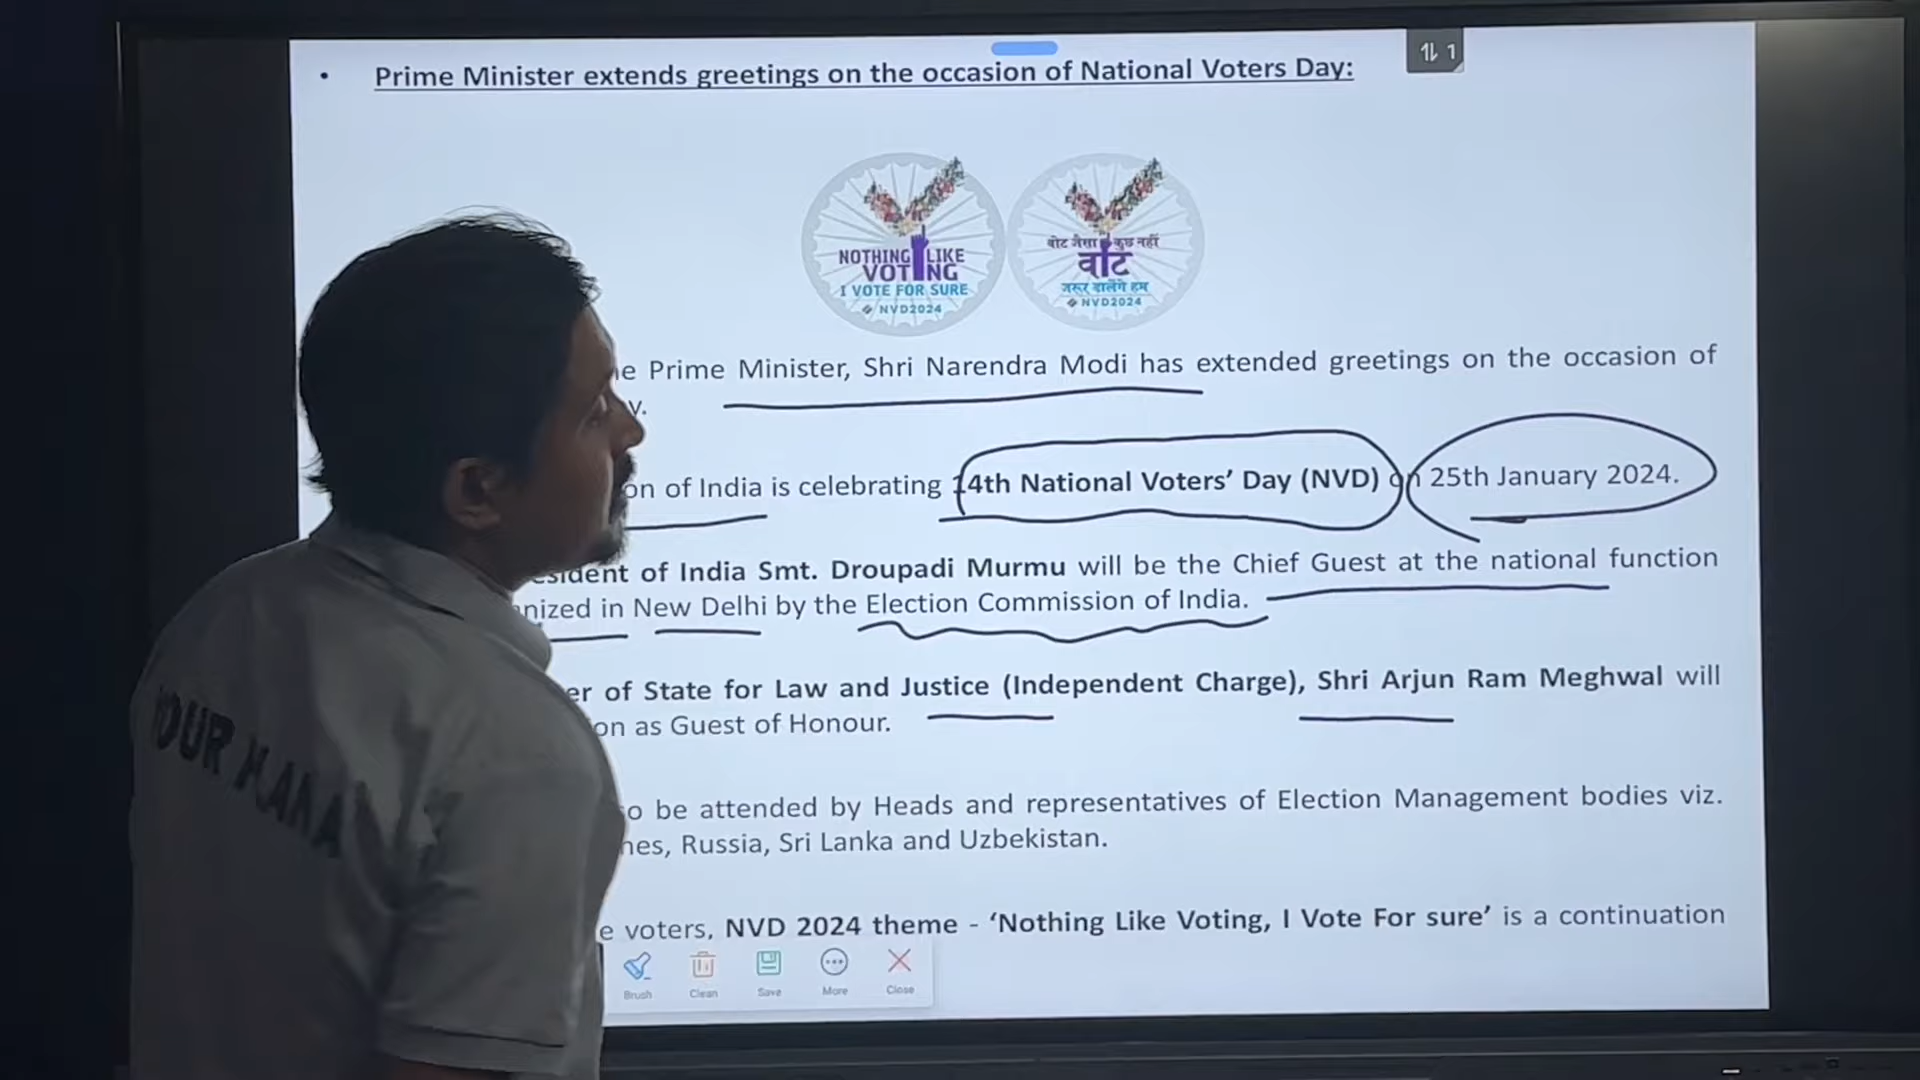 Prime Minister extends greetings on the occasion of National Voters Day:
1
NOTHING LIKE
VOTING
I VOTE FOR SURE
NVD2024
वोट जैसा कुछ नहीं
वोट
जरूर डालेंगे हम
NVD2024
Prime Minister, Shri Narendra Modi has extended greetings on the occasion of
of India is celebrating 14th National Voters' Day (NVD) on 25th January 2024.
of India Smt. Droupadi Murmu will be the Chief Guest at the national function
in New Delhi by the Election Commission of India.
of State for Law and Justice (Independent Charge), Shri Arjun Ram Meghwal will
as Guest of Honour.
be attended by Heads and representatives of Election Management bodies viz.
Russia, Sri Lanka and Uzbekistan.
voters, NVD 2024 theme - 'Nothing Like Voting, I Vote For sure' is a continuation
Brush
Clean
Save
More
Close